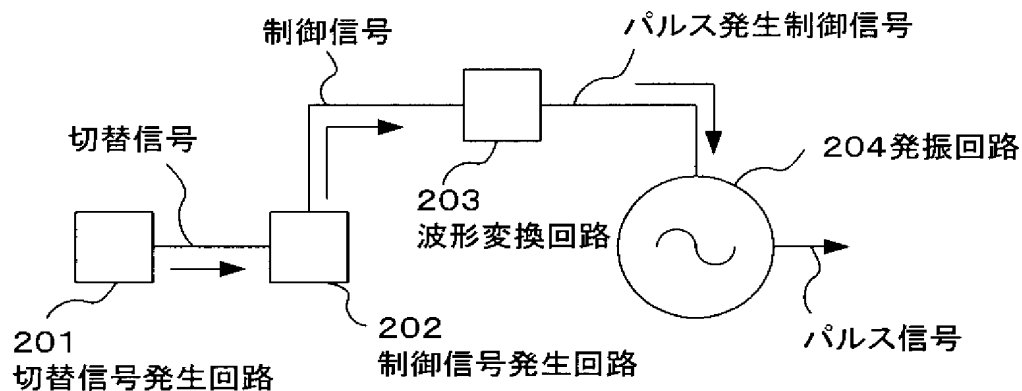 制御信号
パルス発生制御信号
切替信号
204発振回路
203
波形変換回路
201
切替信号発生回路
202
制御信号発生回路
パルス信号